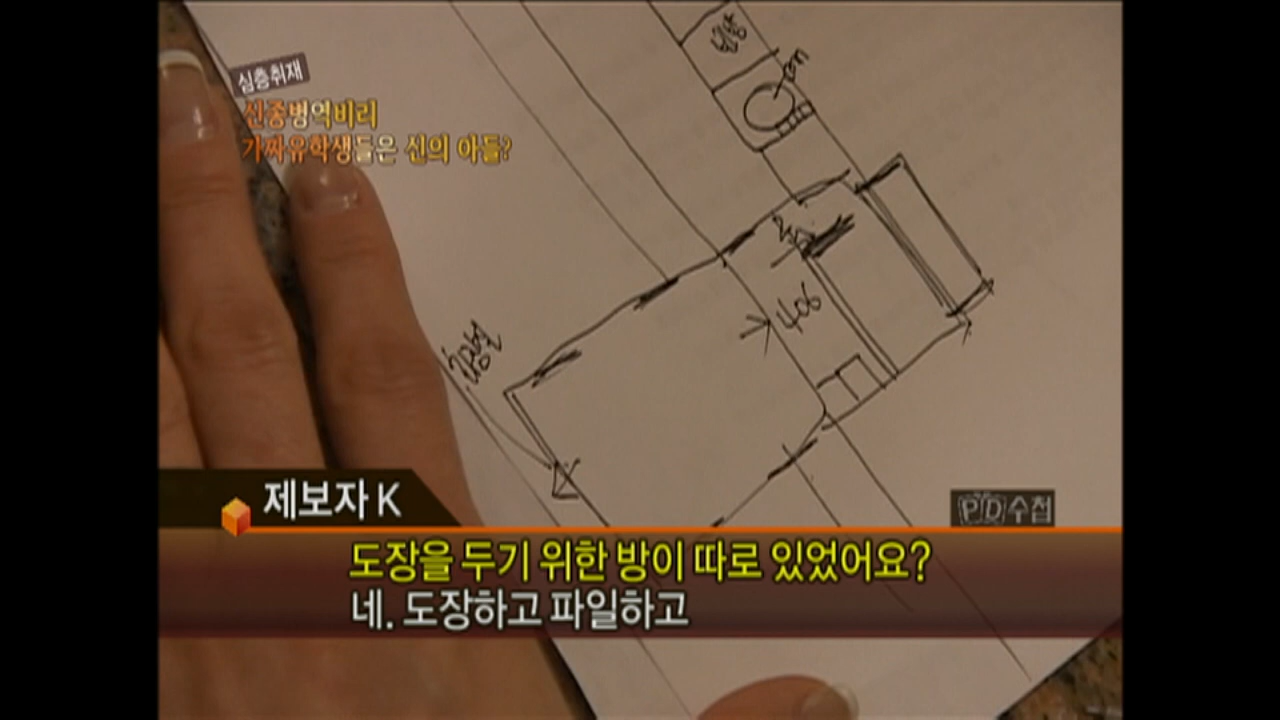 심층취재
신종병역비리
가짜유학생들은 신의 아들?
406
제보자 K
PD수첩
도장을 두기 위한 방이 따로 있었어요?
네. 도장하고 파일하고